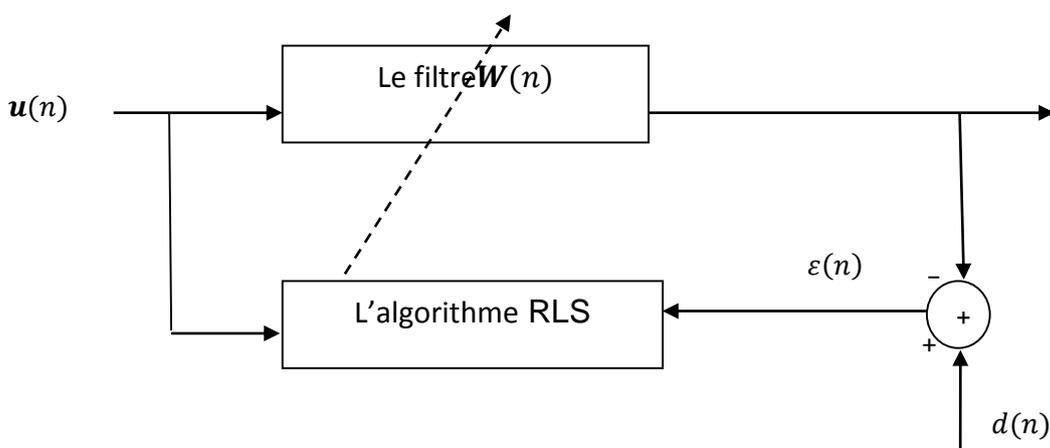 Le filtre𝑾(𝑛)
𝒖(𝑛)
𝜀(𝑛)
−
L’algorithme RLS
+
+
𝑑(𝑛)